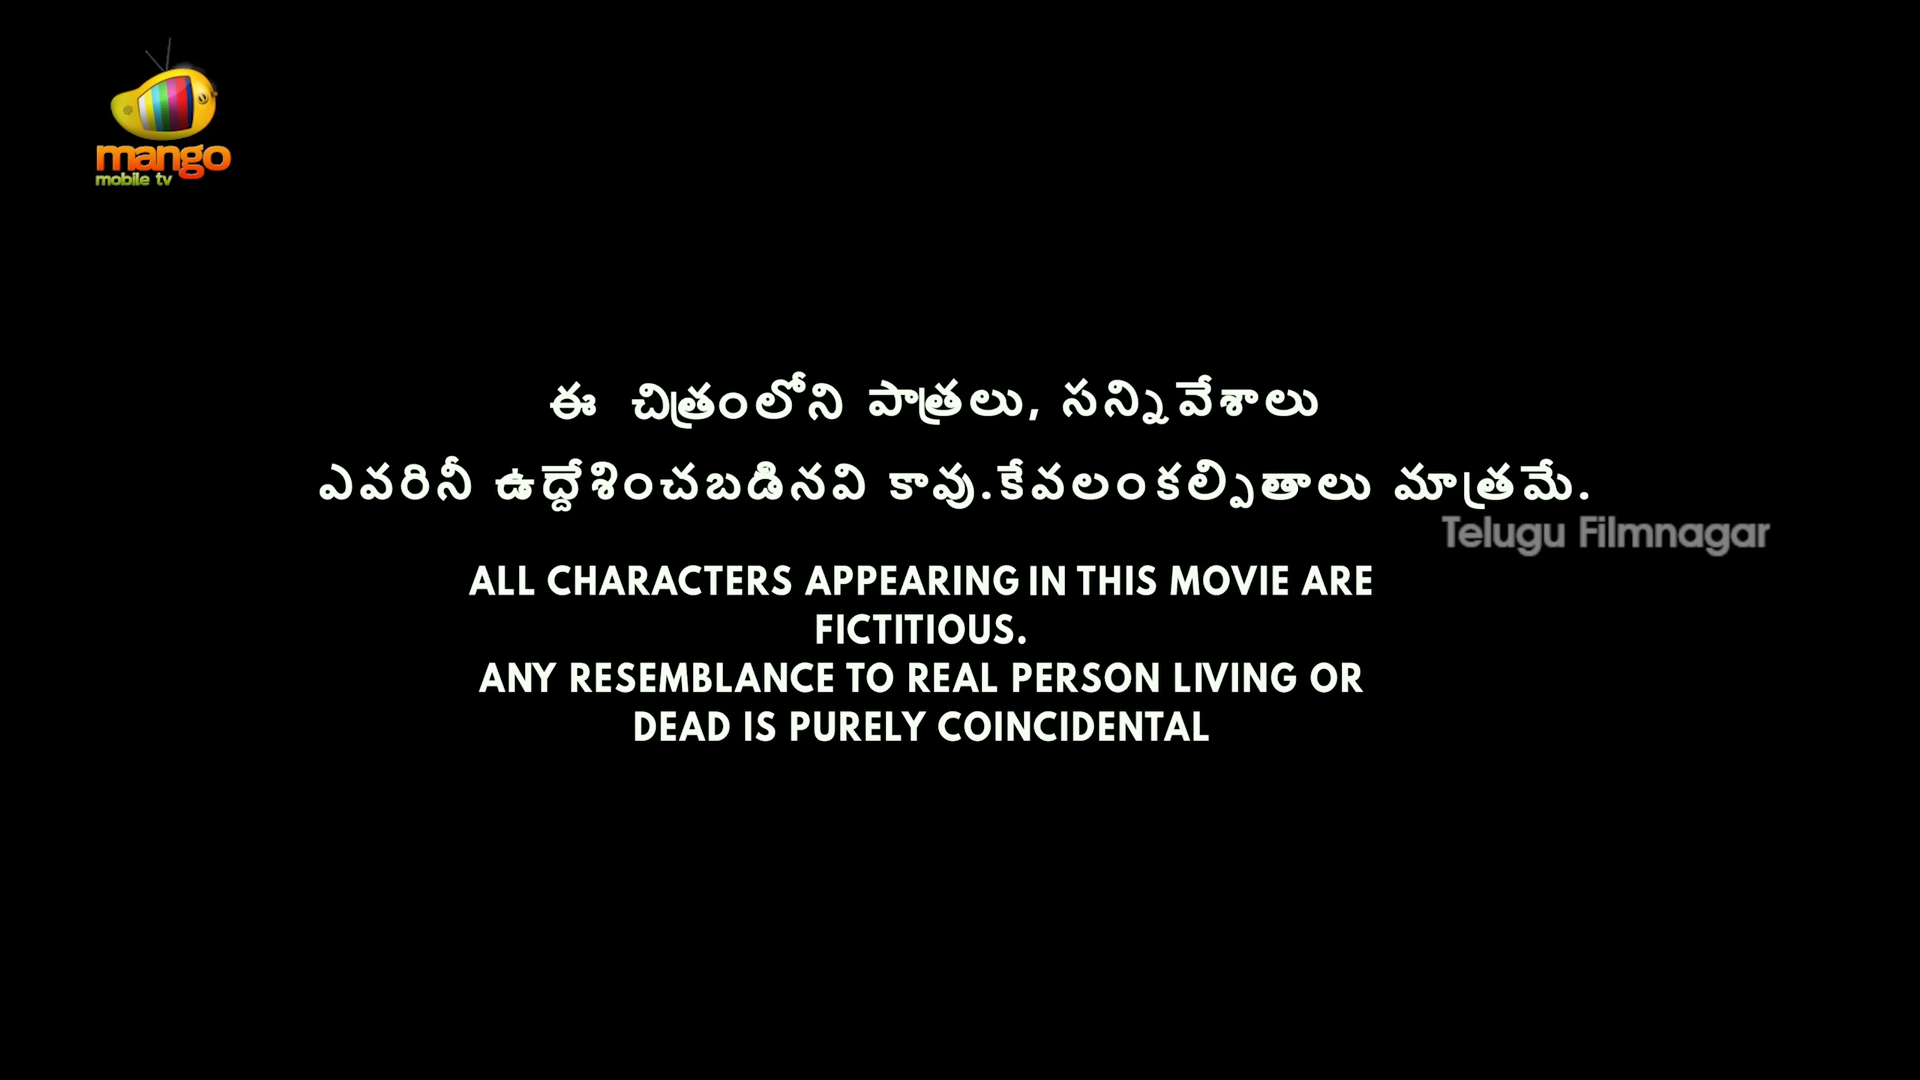 mango
mobile tv
ఈ చిత్రంలోని పాత్రలు, సన్నివేశాలు
ఎవరినీ ఉద్దేశించబడినవి కావు.కేవలంకల్పితాలు మాత్రమే.
Telugu Filmnagar
ALL CHARACTERS APPEARING IN THIS MOVIE ARE
FICTITIOUS.
ANY RESEMBLANCE TO REAL PERSON LIVING OR
DEAD IS PURELY COINCIDENTAL